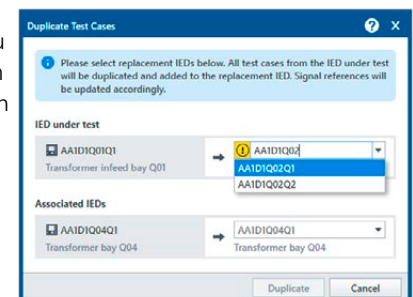 u
n
n
Duplicate Test Cases
?
x
i
Please select replacement IEDs below. All test cases from the IED under test
will be duplicated and added to the replacement IED. Signal references will
be updated accordingly.
IED under test
AA1D1Q01Q1
Transformer infeed bay Q01
!
AA1D1Q02
AA1D1Q02Q1
AA1D1Q02Q2
Associated IEDs
AA1D1Q04Q1
Transformer bay Q04
AA1D1Q04Q1
Transformer bay Q04
Duplicate
Cancel